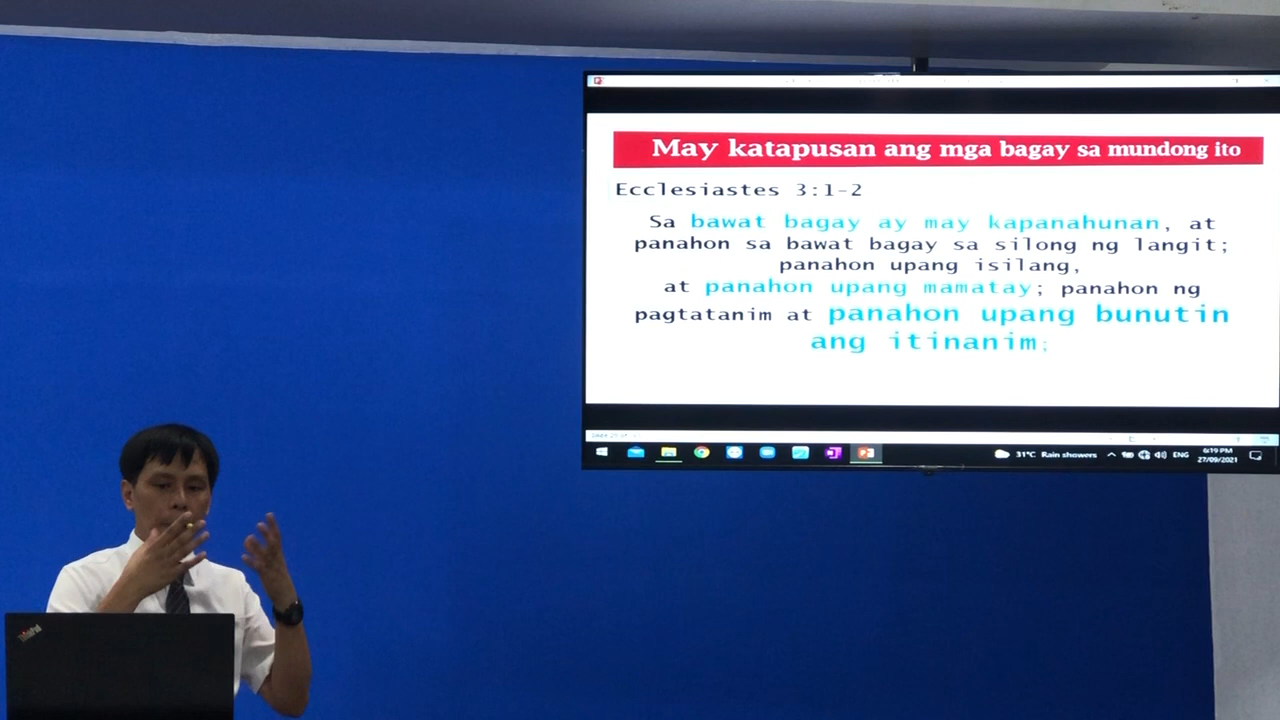 May katapusan ang mga bagay sa mundong ito
Ecclesiastes 3:1-2
Sa bawat bagay ay may kapanahunan, at
panahon sa bawat bagay sa silong ng langit;
panahon upang isilang,
at panahon upang mamatay; panahon ng
pagtatanim at panahon upang bunutin
ang itinanim;
31°C Rain showers
ENG
6:19 PM
27/09/2021
ThinkPad